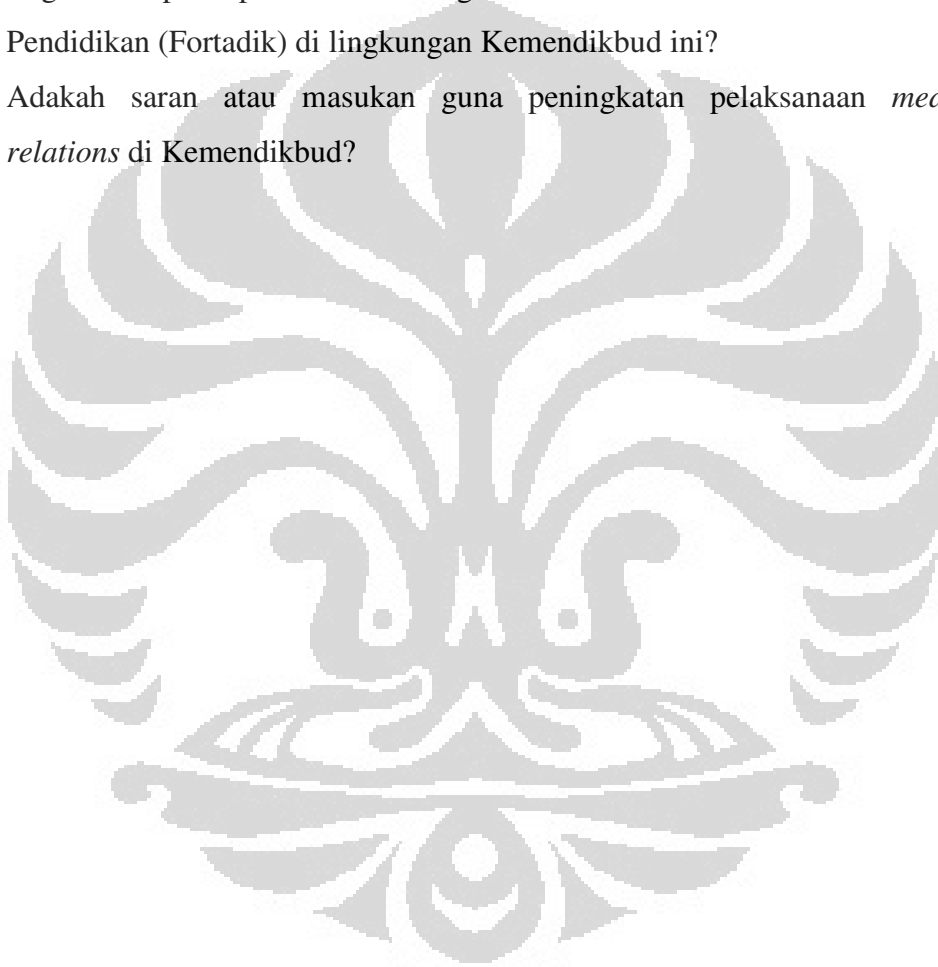 Pendidikan (Fortadik) di lingkungan Kemendikbud ini?
Adakah saran atau masukan guna peningkatan pelaksanaan
relations di Kemendikbud?